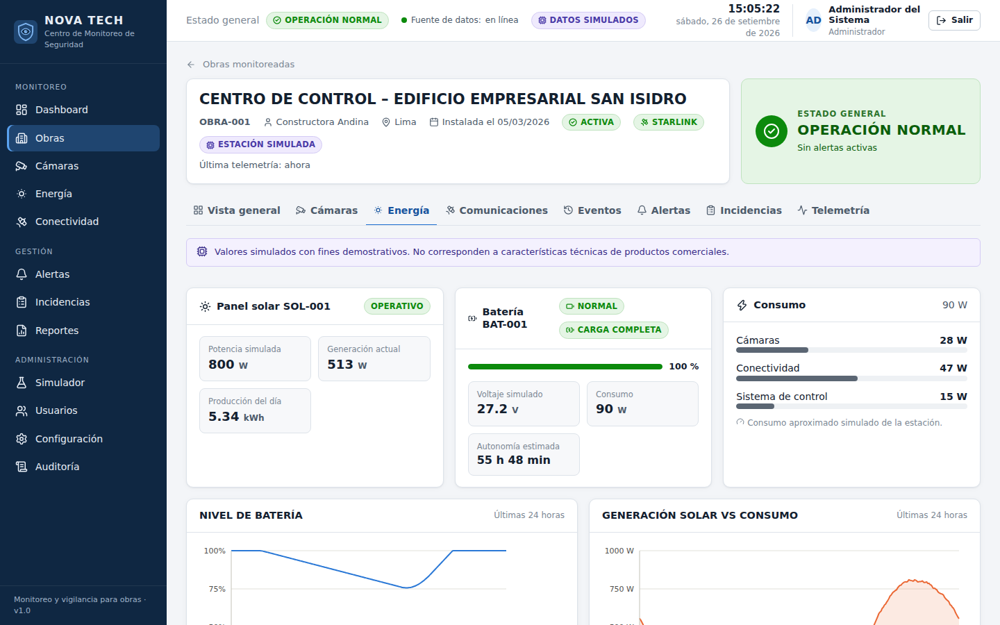 NOVA TECH
Centro de Monitoreo de
Seguridad
MONITOREO
Dashboard
Obras
Cámaras
Energía
Conectividad
GESTIÓN
Alertas
Incidencias
Reportes
ADMINISTRACIÓN
Simulador
Usuarios
Configuración
Auditoría
Monitoreo y vigilancia para obras ·
v1.0
Estado general
OPERACIÓN NORMAL
Fuente de datos: en línea
DATOS SIMULADOS
15:05:22
sábado, 26 de setiembre
de 2026
AD
Administrador del
Sistema
Administrador
Salir
Obras monitoreadas
CENTRO DE CONTROL – EDIFICIO EMPRESARIAL SAN ISIDRO
OBRA-001 Constructora Andina Lima Instalada el 05/03/2026 ACTIVA STARLINK
ESTACIÓN SIMULADA
Última telemetría: ahora
ESTADO GENERAL
OPERACIÓN NORMAL
Sin alertas activas
Vista general Cámaras Energía Comunicaciones Eventos Alertas Incidencias Telemetría
Valores simulados con fines demostrativos. No corresponden a características técnicas de productos comerciales.
Panel solar SOL-001 OPERATIVO
Potencia simulada
800 W
Generación actual
513 W
Producción del día
5.34 kWh
Batería
BAT-001
NORMAL
CARGA COMPLETA
100 %
Voltaje simulado
27.2 V
Consumo
90 W
Autonomía estimada
55 h 48 min
Consumo 90 W
Cámaras 28 W
Conectividad 47 W
Sistema de control 15 W
Consumo aproximado simulado de la estación.
NIVEL DE BATERÍA Últimas 24 horas
100%
75%
50%
GENERACIÓN SOLAR VS CONSUMO Últimas 24 horas
1000 W
750 W
500 W